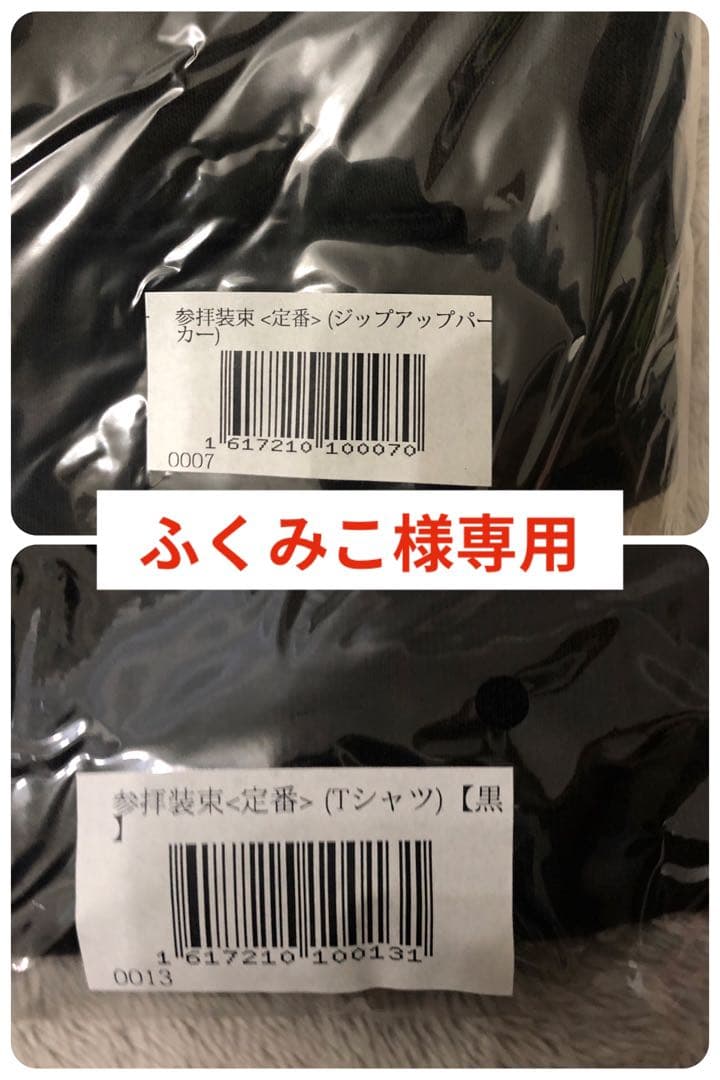 参拝装束 <定番> (ジップアップパー
カー)
1 617210 100070
0007
ふくみこ様専用
参拝装束<定番> (Tシャツ)【黒
】
1 617210 100131
0013